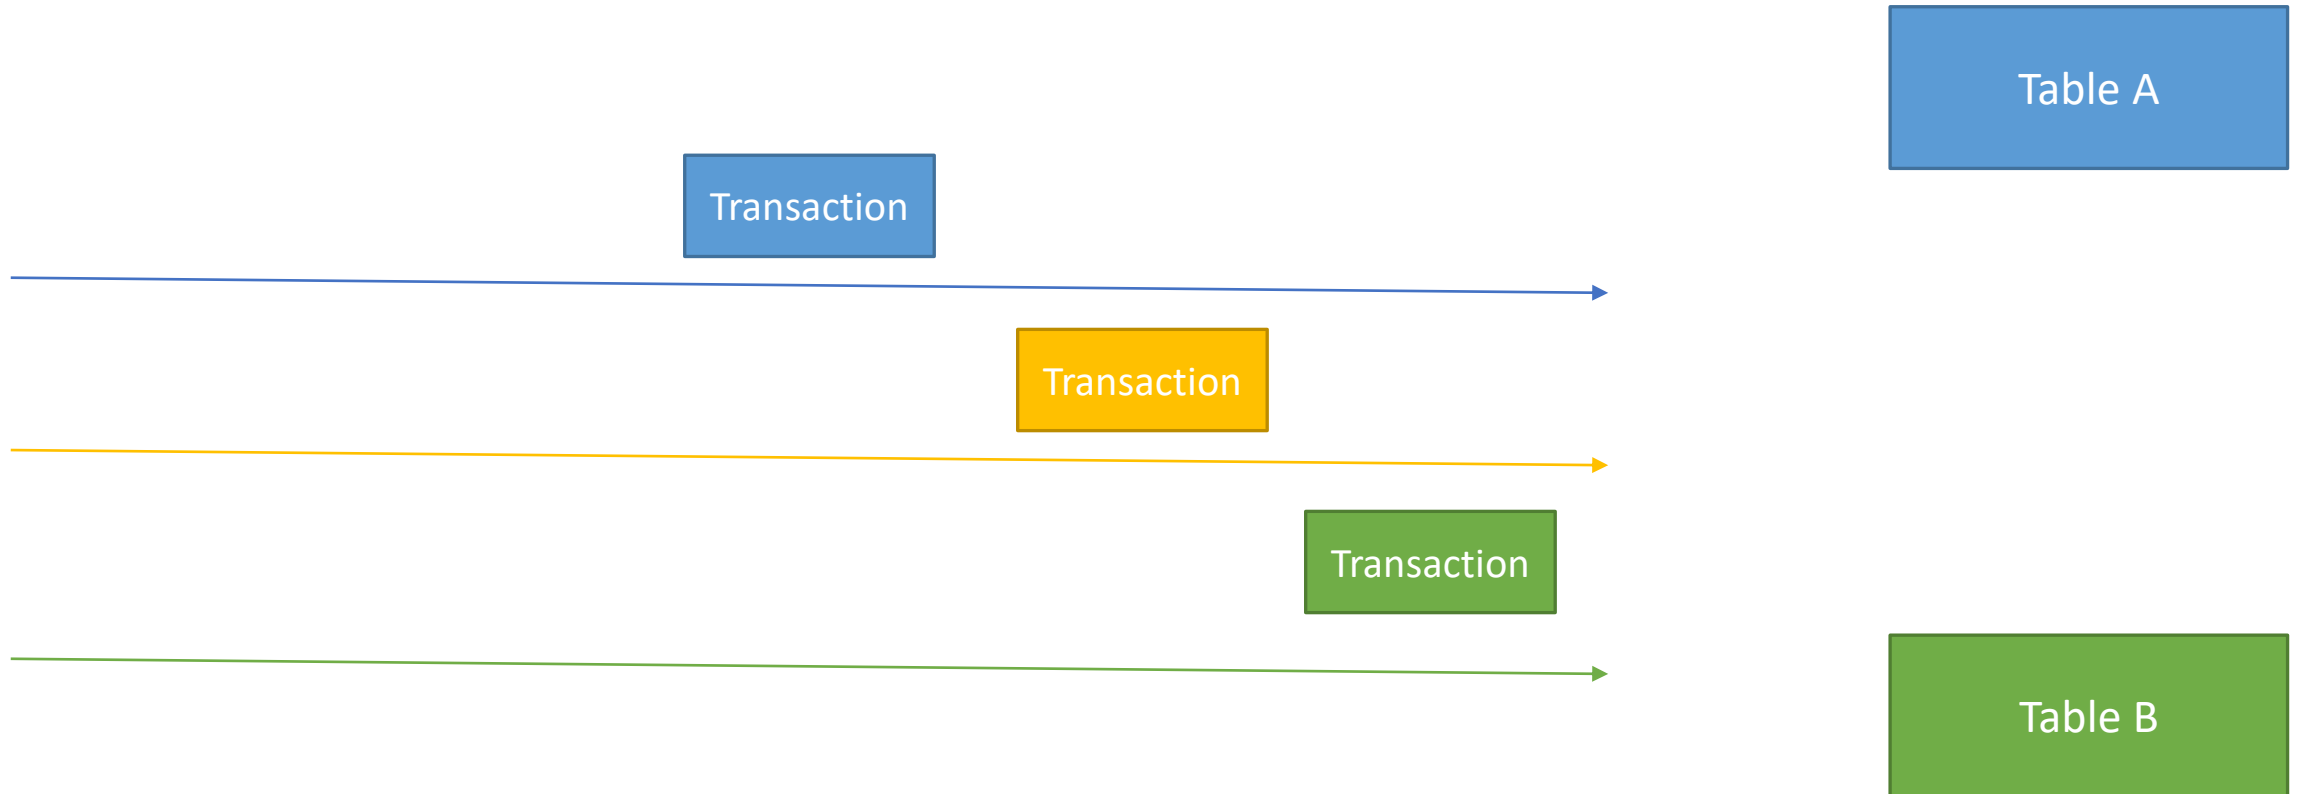 Table A
Transaction
Transaction
Transaction
Table B